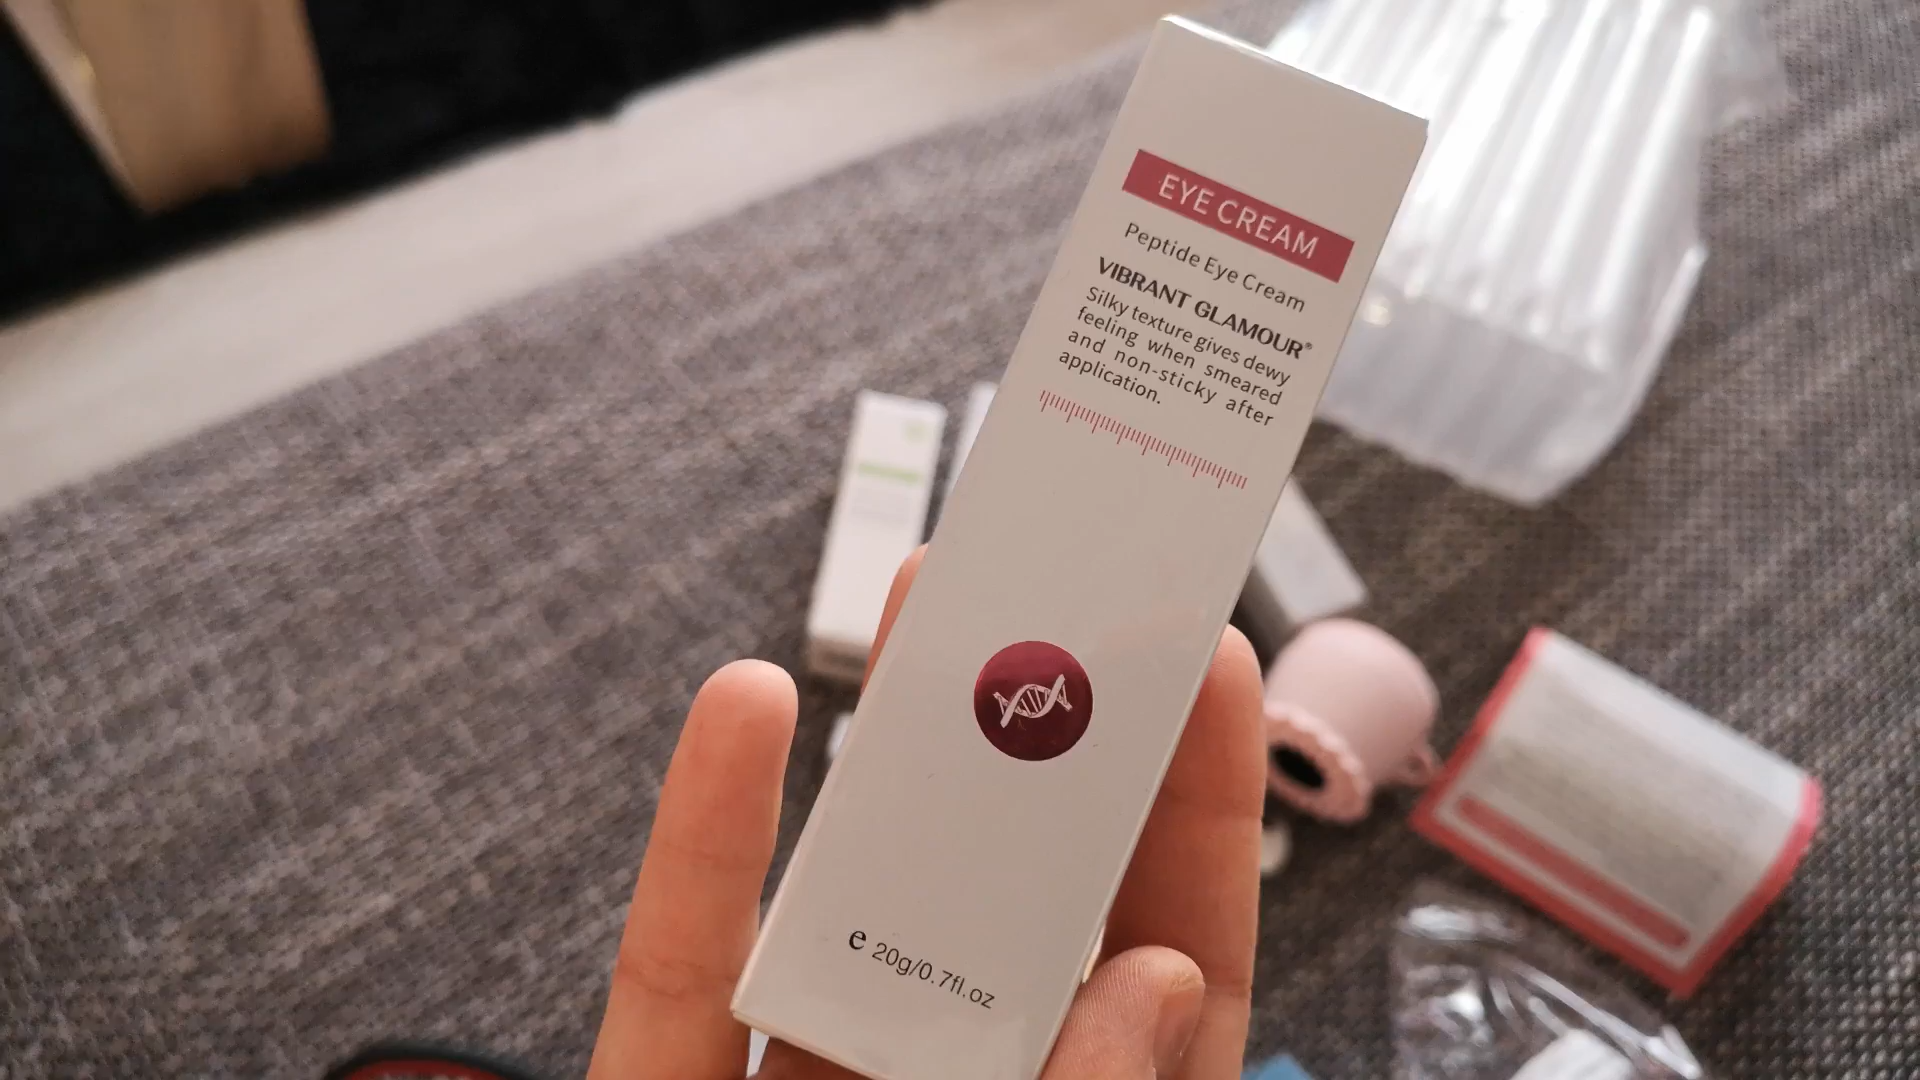 EYE CREAM
Peptide Eye Cream
VIBRANT GLAMOUR®
Silky texture gives dewy
feeling when smeared
and non-sticky after
application.
e 20g/0.7fl.oz